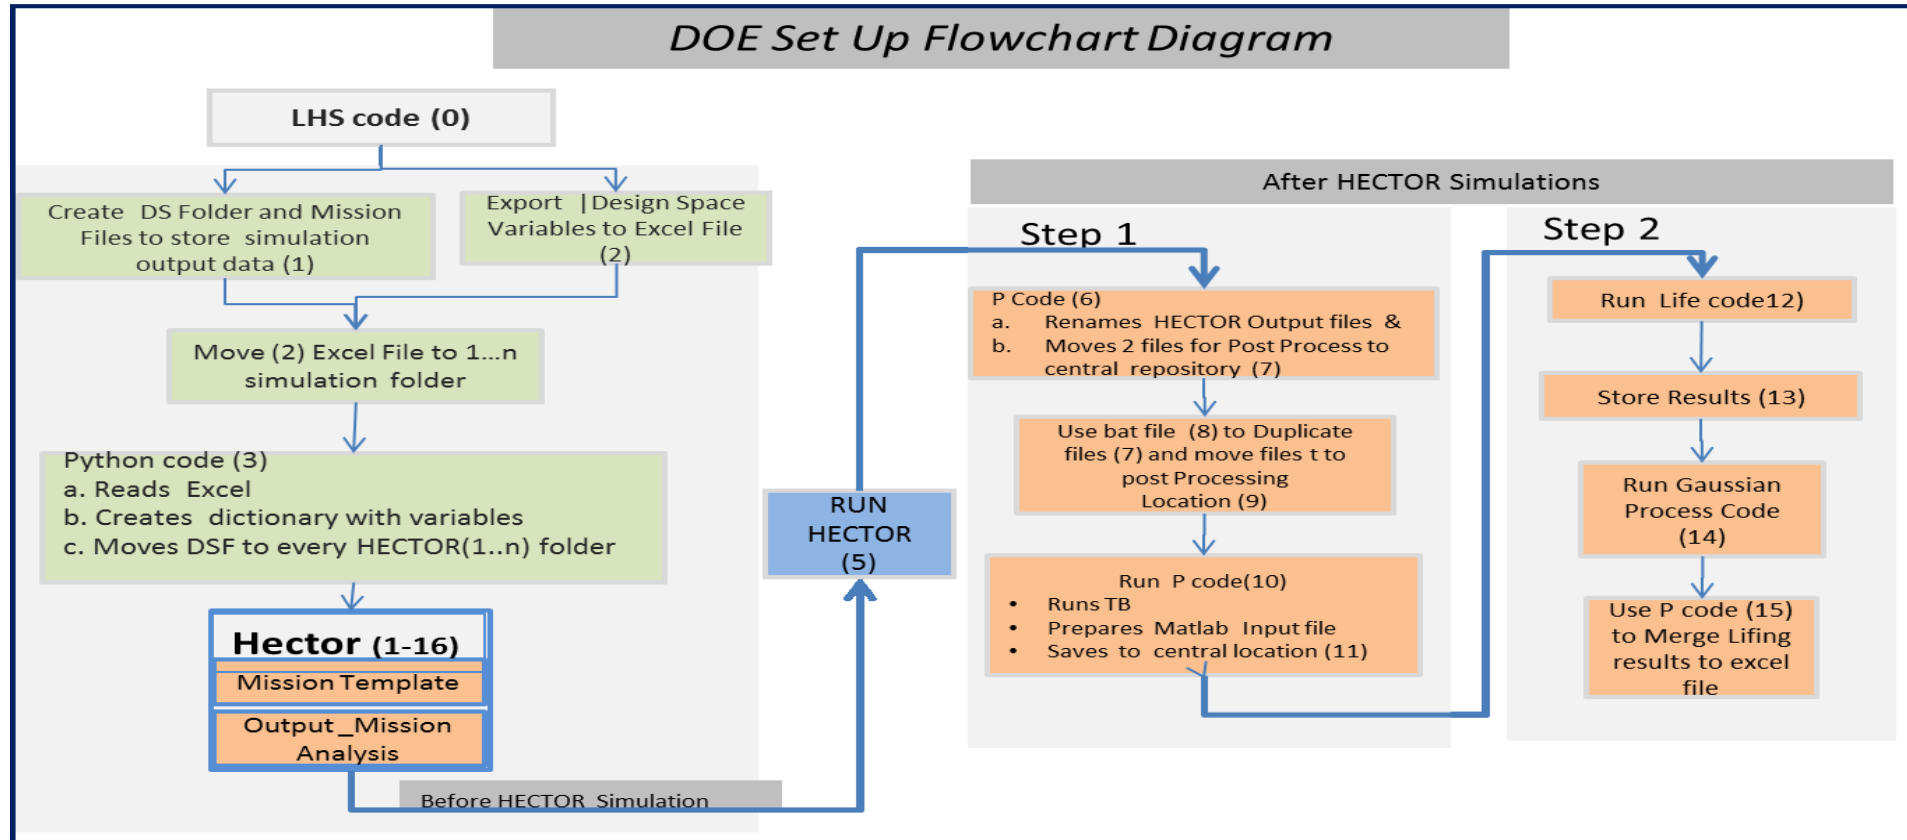 DOE Set Up Flowchart Diagram
LHS code (0)
Create DS Folder and Mission
Files to store simulation
output data (1)
Export |Design Space
Variables to Excel File
(2)
Move (2) Excel File to 1...n
simulation folder
Python code (3)
a. Reads Excel
b. Creates dictionary with variables
c. Moves DSF to every HECTOR(1..n) folder
Hector (1-16)
Mission Template
Output_Mission
Analysis
Before HECTOR Simulation
RUN
HECTOR
(5)
After HECTOR Simulations
Step 1
P Code (6)
a. Renames HECTOR Output files &
b. Moves 2 files for Post Process to
central repository (7)
Use bat file (8) to Duplicate
files (7) and move files t to
post Processing
Location (9)
Run P code(10)
• Runs TB
• Prepares Matlab Input file
• Saves to central location (11)
Step 2
Run Life code12)
Store Results (13)
Run Gaussian
Process Code
(14)
Use P code (15)
to Merge Lifing
results to excel
file